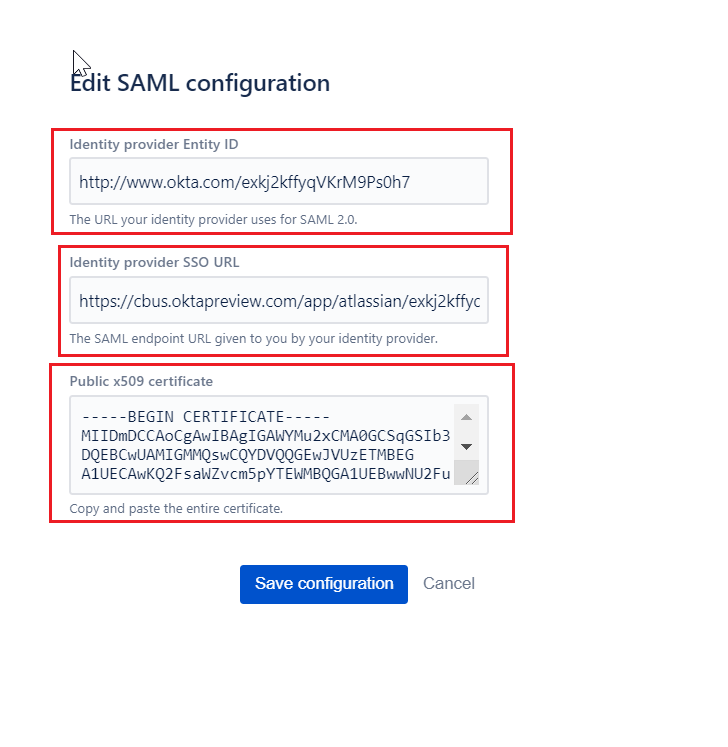 Edit SAML configuration
Identity provider Entity ID
http://www.okta.com/exkj2kffyqVKrM9Ps0h7
The URL your identity provider uses for SAML 2.0.
Identity provider SSO URL
https://cbus.oktapreview.com/app/atlassian/exkj2kffyc
The SAML endpoint URL given to you by your identity provider.
Public x509 certificate
-----BEGIN CERTIFICATE-----
MIIDmDCCAoCgAwIBAgIGAWYMu2xCMA0GCSqGSIb3
DQEBCwUAMIGMMQswCQYDVQQGEwJVUzETMBEG
A1UECAwKQ2FsaWZvcm5pYTEWMBQGA1UEBwwNU2Fu
Copy and paste the entire certificate.
Save configuration Cancel